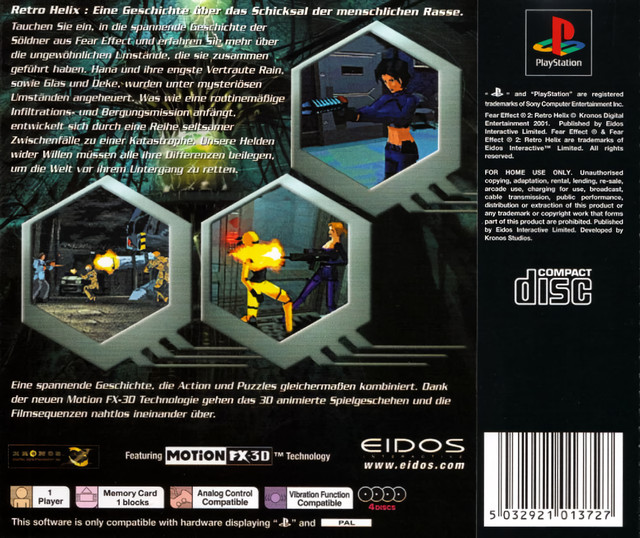 Retro Helix : Eine Geschichte über das Schicksal der menschlichen Rasse.
Tauchen Sie ein, in die spannende Geschichte der
Söldner aus Fear Effect und erfahren Sie mehr über
die ungewöhnlichen Umstände, die sie zusammen
geführt haben. Hana und ihre engste Vertraute Rain,
sowie Glas und Deke, wurden unter mysteriösen
Umständen angeheuert. Was wie eine routinemäßige
Infiltrations- und Bergungsmission anfängt,
entwickelt sich durch eine Reihe seltsamer
Zwischenfälle zu einer Katastrophe. Unsere Helden
wider Willen müssen alle ihre Differenzen beilegen,
um die Welt vor ihrem Untergang zu retten.
Eine spannende Geschichte, die Action und Puzzles gleichermaßen kombiniert. Dank
der neuen Motion FX-3D Technologie gehen das 3D animierte Spielgeschehen und die
Filmsequenzen nahtlos ineinander über.
Featuring MOTION FX-3D ™ Technology
EIDOS
INTERACTIVE
www.eidos.com
1 Player
Memory Card 1 blocks
Analog Control Compatible
Vibration Function Compatible
4 DISCS
This software is only compatible with hardware displaying " " and PAL
PlayStation
" " and "PlayStation" are registered
trademarks of Sony Computer Entertainment Inc.
Fear Effect ® 2: Retro Helix © Kronos Digital
Entertainment 2001. Published by Eidos
Interactive Limited. Fear Effect ® & Fear
Effect ® 2: Retro Helix are trademarks of
Eidos Interactive™ Limited. All rights
reserved.
FOR HOME USE ONLY. Unauthorised
copying, adaptation, rental, lending, re-sale,
arcade use, charging for use, broadcast,
cable transmission, public performance,
distribution or extraction of this product or
any trademark or copyright work that forms
part of this product are prohibited. Published
by Eidos Interactive Limited. Developed by
Kronos Studios.
COMPACT
disc
5 032921 013727